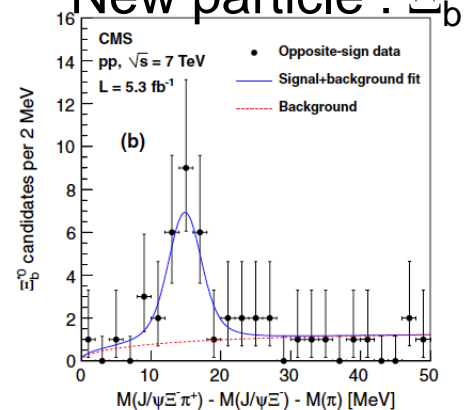 New particle : Ξb
CMS
pp, √s = 7 TeV
L = 5.3 fb⁻¹
Opposite-sign data
Signal+background fit
Background
(b)
Ξb*0 candidates per 2 MeV
16
14
12
10
8
6
4
2
0
0 10 20 30 40 50
M(J/ψΞ⁻π⁺) - M(J/ψΞ⁻) - M(π) [MeV]